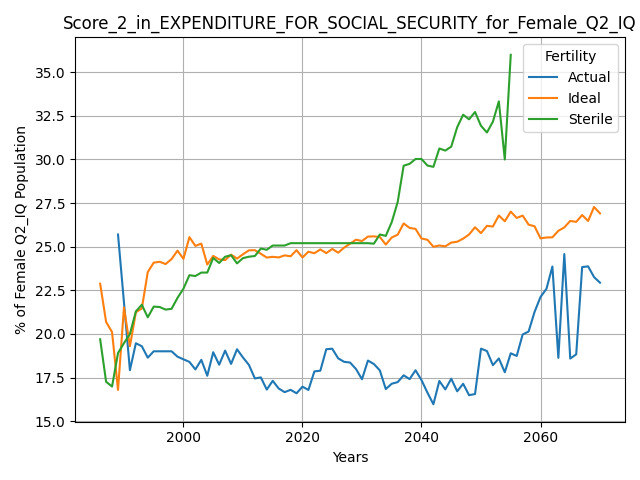 Score_2_in_EXPENDITURE_FOR_SOCIAL_SECURITY_for_Female_Q2_IQ
Fertility
Actual
Ideal
Sterile
% of Female Q2_IQ Population
35.0
32.5
30.0
27.5
25.0
22.5
20.0
17.5
15.0
2000
2020
2040
2060
Years